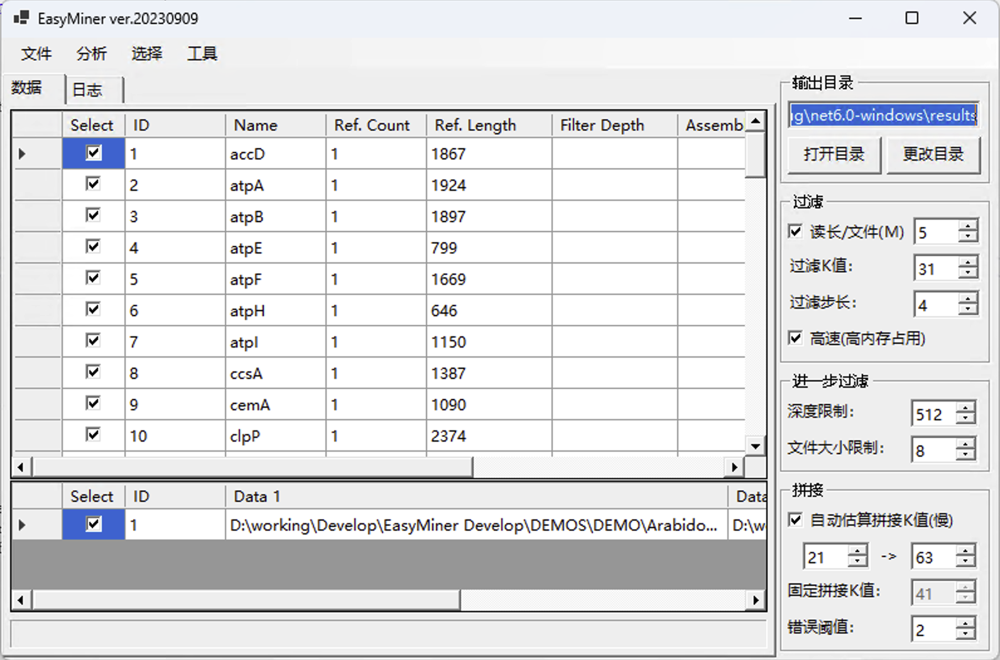 EasyMiner ver.20230909
文件 分析 选择 工具
数据 日志
Select ID Name Ref. Count Ref. Length Filter Depth Assemb
1 accD 1 1867
2 atpA 1 1924
3 atpB 1 1897
4 atpE 1 799
5 atpF 1 1669
6 atpH 1 646
7 atpI 1 1150
8 ccsA 1 1387
9 cemA 1 1090
10 clpP 1 2374
Select ID Data 1 Data
1 D:\working\Develop\EasyMiner Develop\DEMOS\DEMO\Arabido... D:\w
输出目录
ıg\net6.0-windows\results
打开目录 更改目录
过滤
读长/文件(M) 5
过滤K值: 31
过滤步长: 4
高速(高内存占用)
进一步过滤
深度限制: 512
文件大小限制: 8
拼接
自动估算拼接K值(慢)
21 -> 63
固定拼接K值: 41
错误阈值: 2